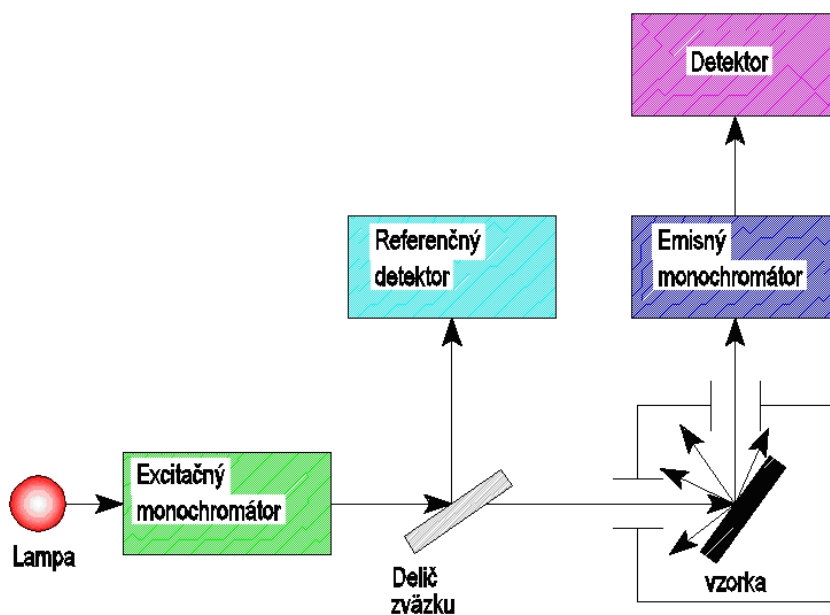 Detektor
Referenčný
detektor
Emisný
monochromátor
Excitačný
monochromátor
Lampa
Delič
zväzku
vzorka